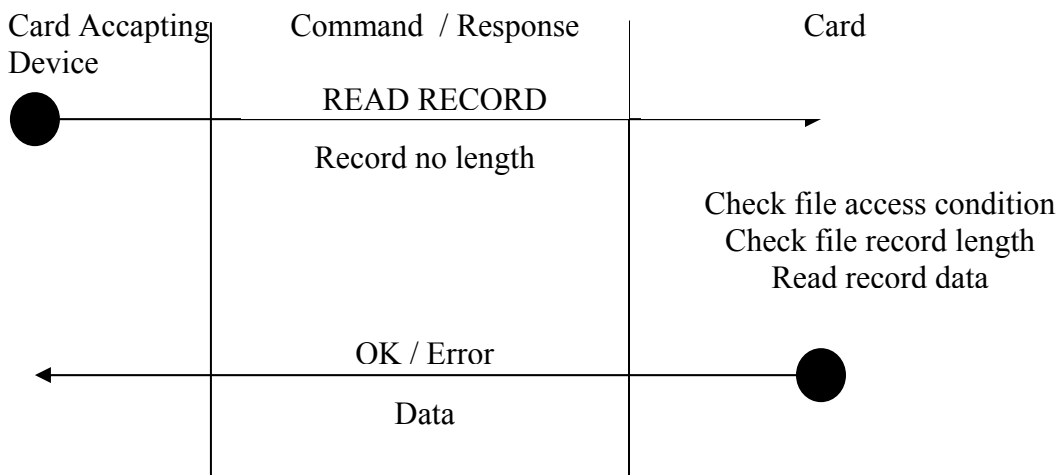 Card Accapting
Device
Command / Response
Card
READ RECORD
Record no length
Check file access condition
Check file record length
Read record data
OK / Error
Data